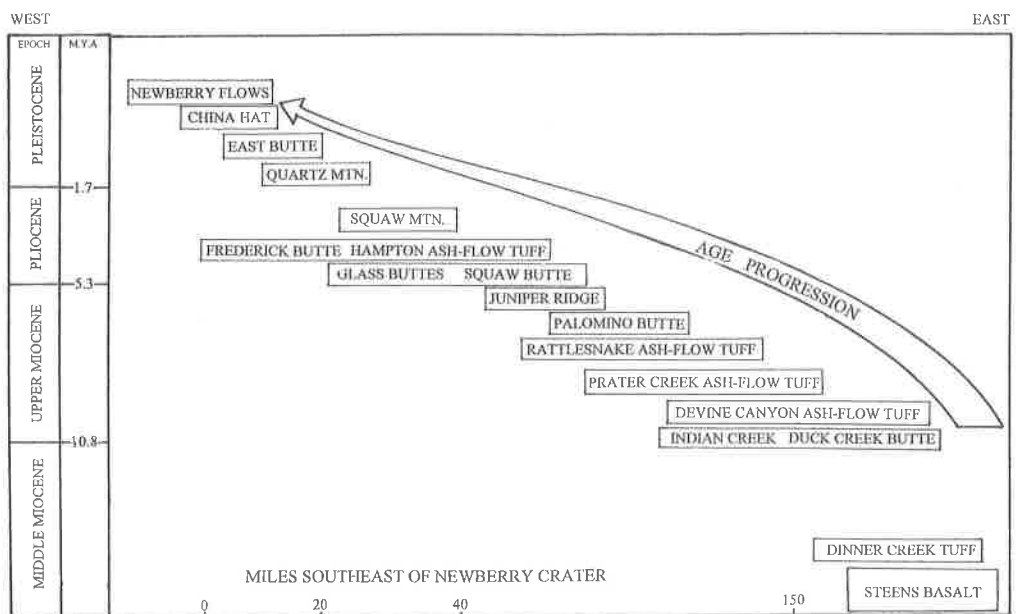 WEST EAST
EPOCH M.Y.A
PLEISTOCENE
NEWBERRY FLOWS
CHINA HAT
EAST BUTTE
QUARTZ MTN.
1.7
PLIOCENE
SQUAW MTN.
FREDERICK BUTTE HAMPTON ASH-FLOW TUFF
GLASS BUTTES SQUAW BUTTE
5.3
AGE PROGRESSION
UPPER MIOCENE
JUNIPER RIDGE
PALOMINO BUTTE
RATTLESNAKE ASH-FLOW TUFF
PRATER CREEK ASH-FLOW TUFF
DEVINE CANYON ASH-FLOW TUFF
INDIAN CREEK DUCK CREEK BUTTE
10.8
MIDDLE MIOCENE
DINNER CREEK TUFF
MILES SOUTHEAST OF NEWBERRY CRATER
STEENS BASALT
0 20 40 150